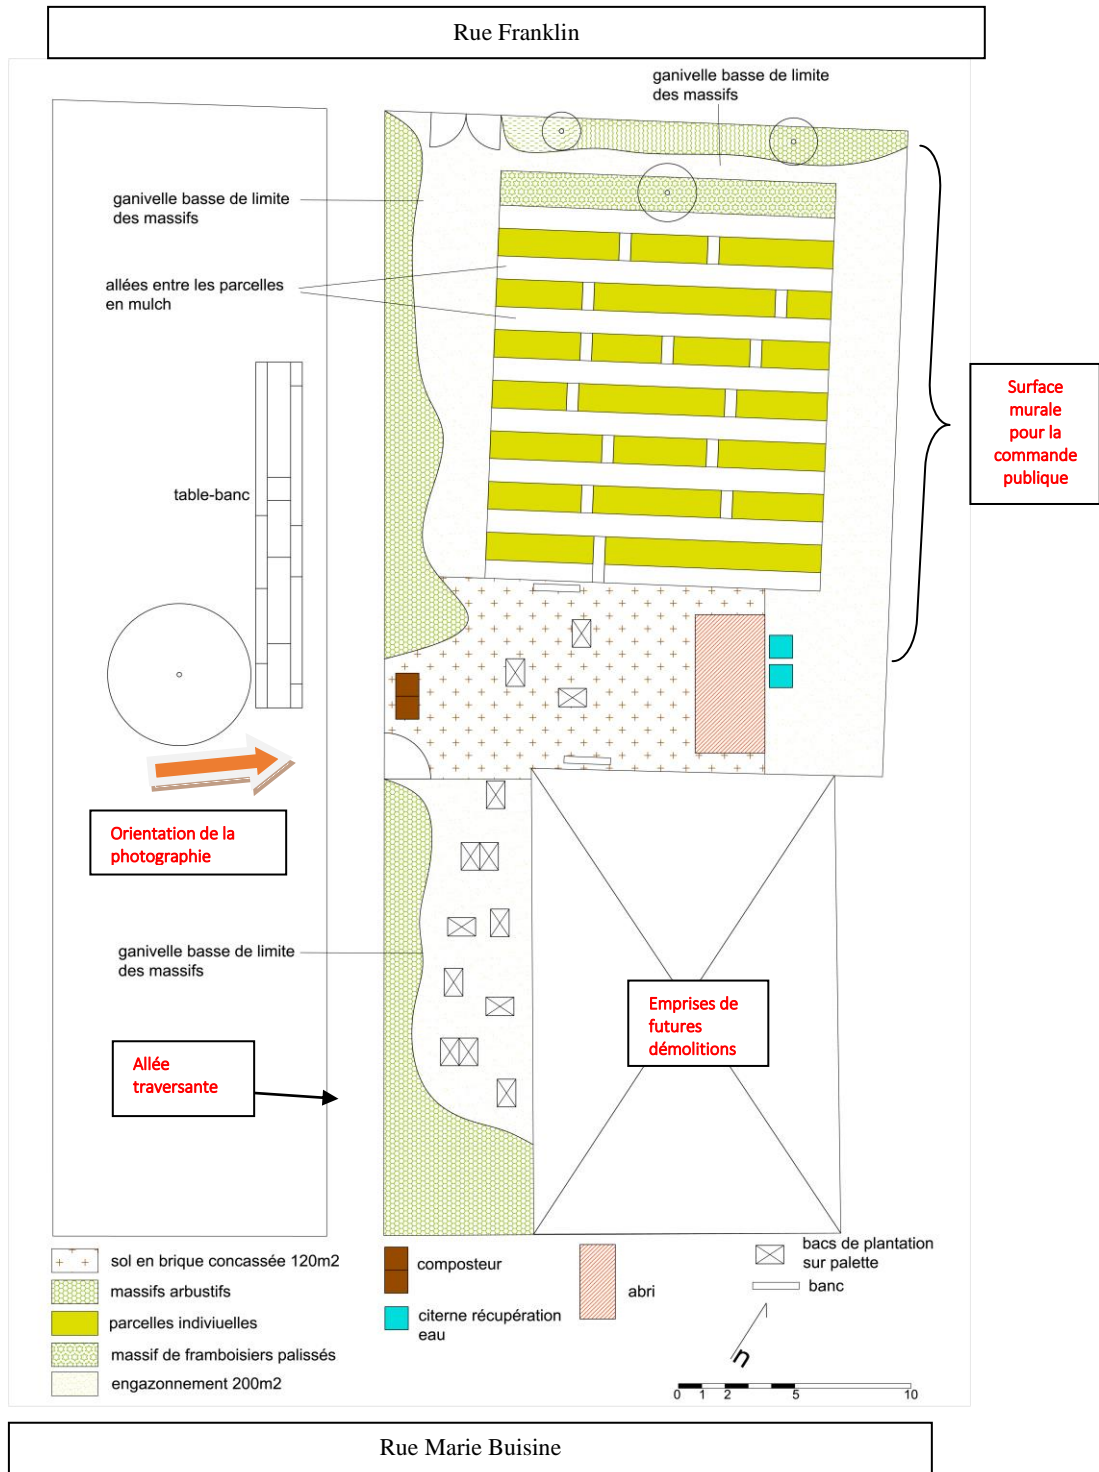 Rue Franklin
ganivelle basse de limite
des massifs
ganivelle basse de limite
des massifs
allées entre les parcelles
en mulch
Surface
murale
pour la
commande
publique
table-banc
Orientation de la
photographie
ganivelle basse de limite
des massifs
Emprises de
futures
démolitions
Allée
traversante
sol en brique concassée 120m2
massifs arbustifs
parcelles indiviuelles
massif de framboisiers palissés
engazonnement 200m2
composteur
citerne récupération
eau
abri
bacs de plantation
sur palette
banc
n
0 1 2 5 10
Rue Marie Buisine